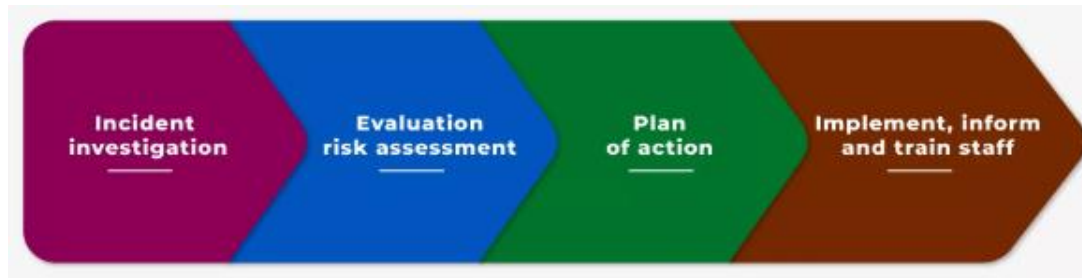 Incident
investigation
Evaluation
risk assessment
Plan
of action
Implement, inform
and train staff